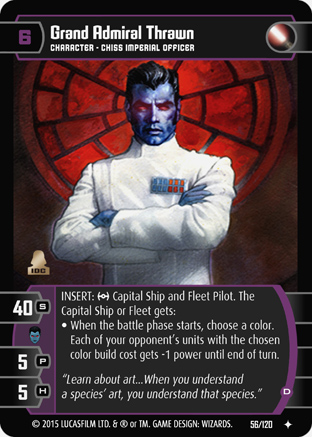 6
Grand Admiral Thrawn
CHARACTER - CHISS IMPERIAL OFFICER
IDC
40 S
5 P
5 H
INSERT: Capital Ship and Fleet Pilot. The
Capital Ship or Fleet gets:
• When the battle phase starts, choose a color.
Each of your opponent's units with the chosen
color build cost gets -1 power until end of turn.
“Learn about art...When you understand
a species' art, you understand that species.”
D
© 2015 LUCASFILM LTD. & ® or TM. GAME DESIGN: WIZARDS.
56/120